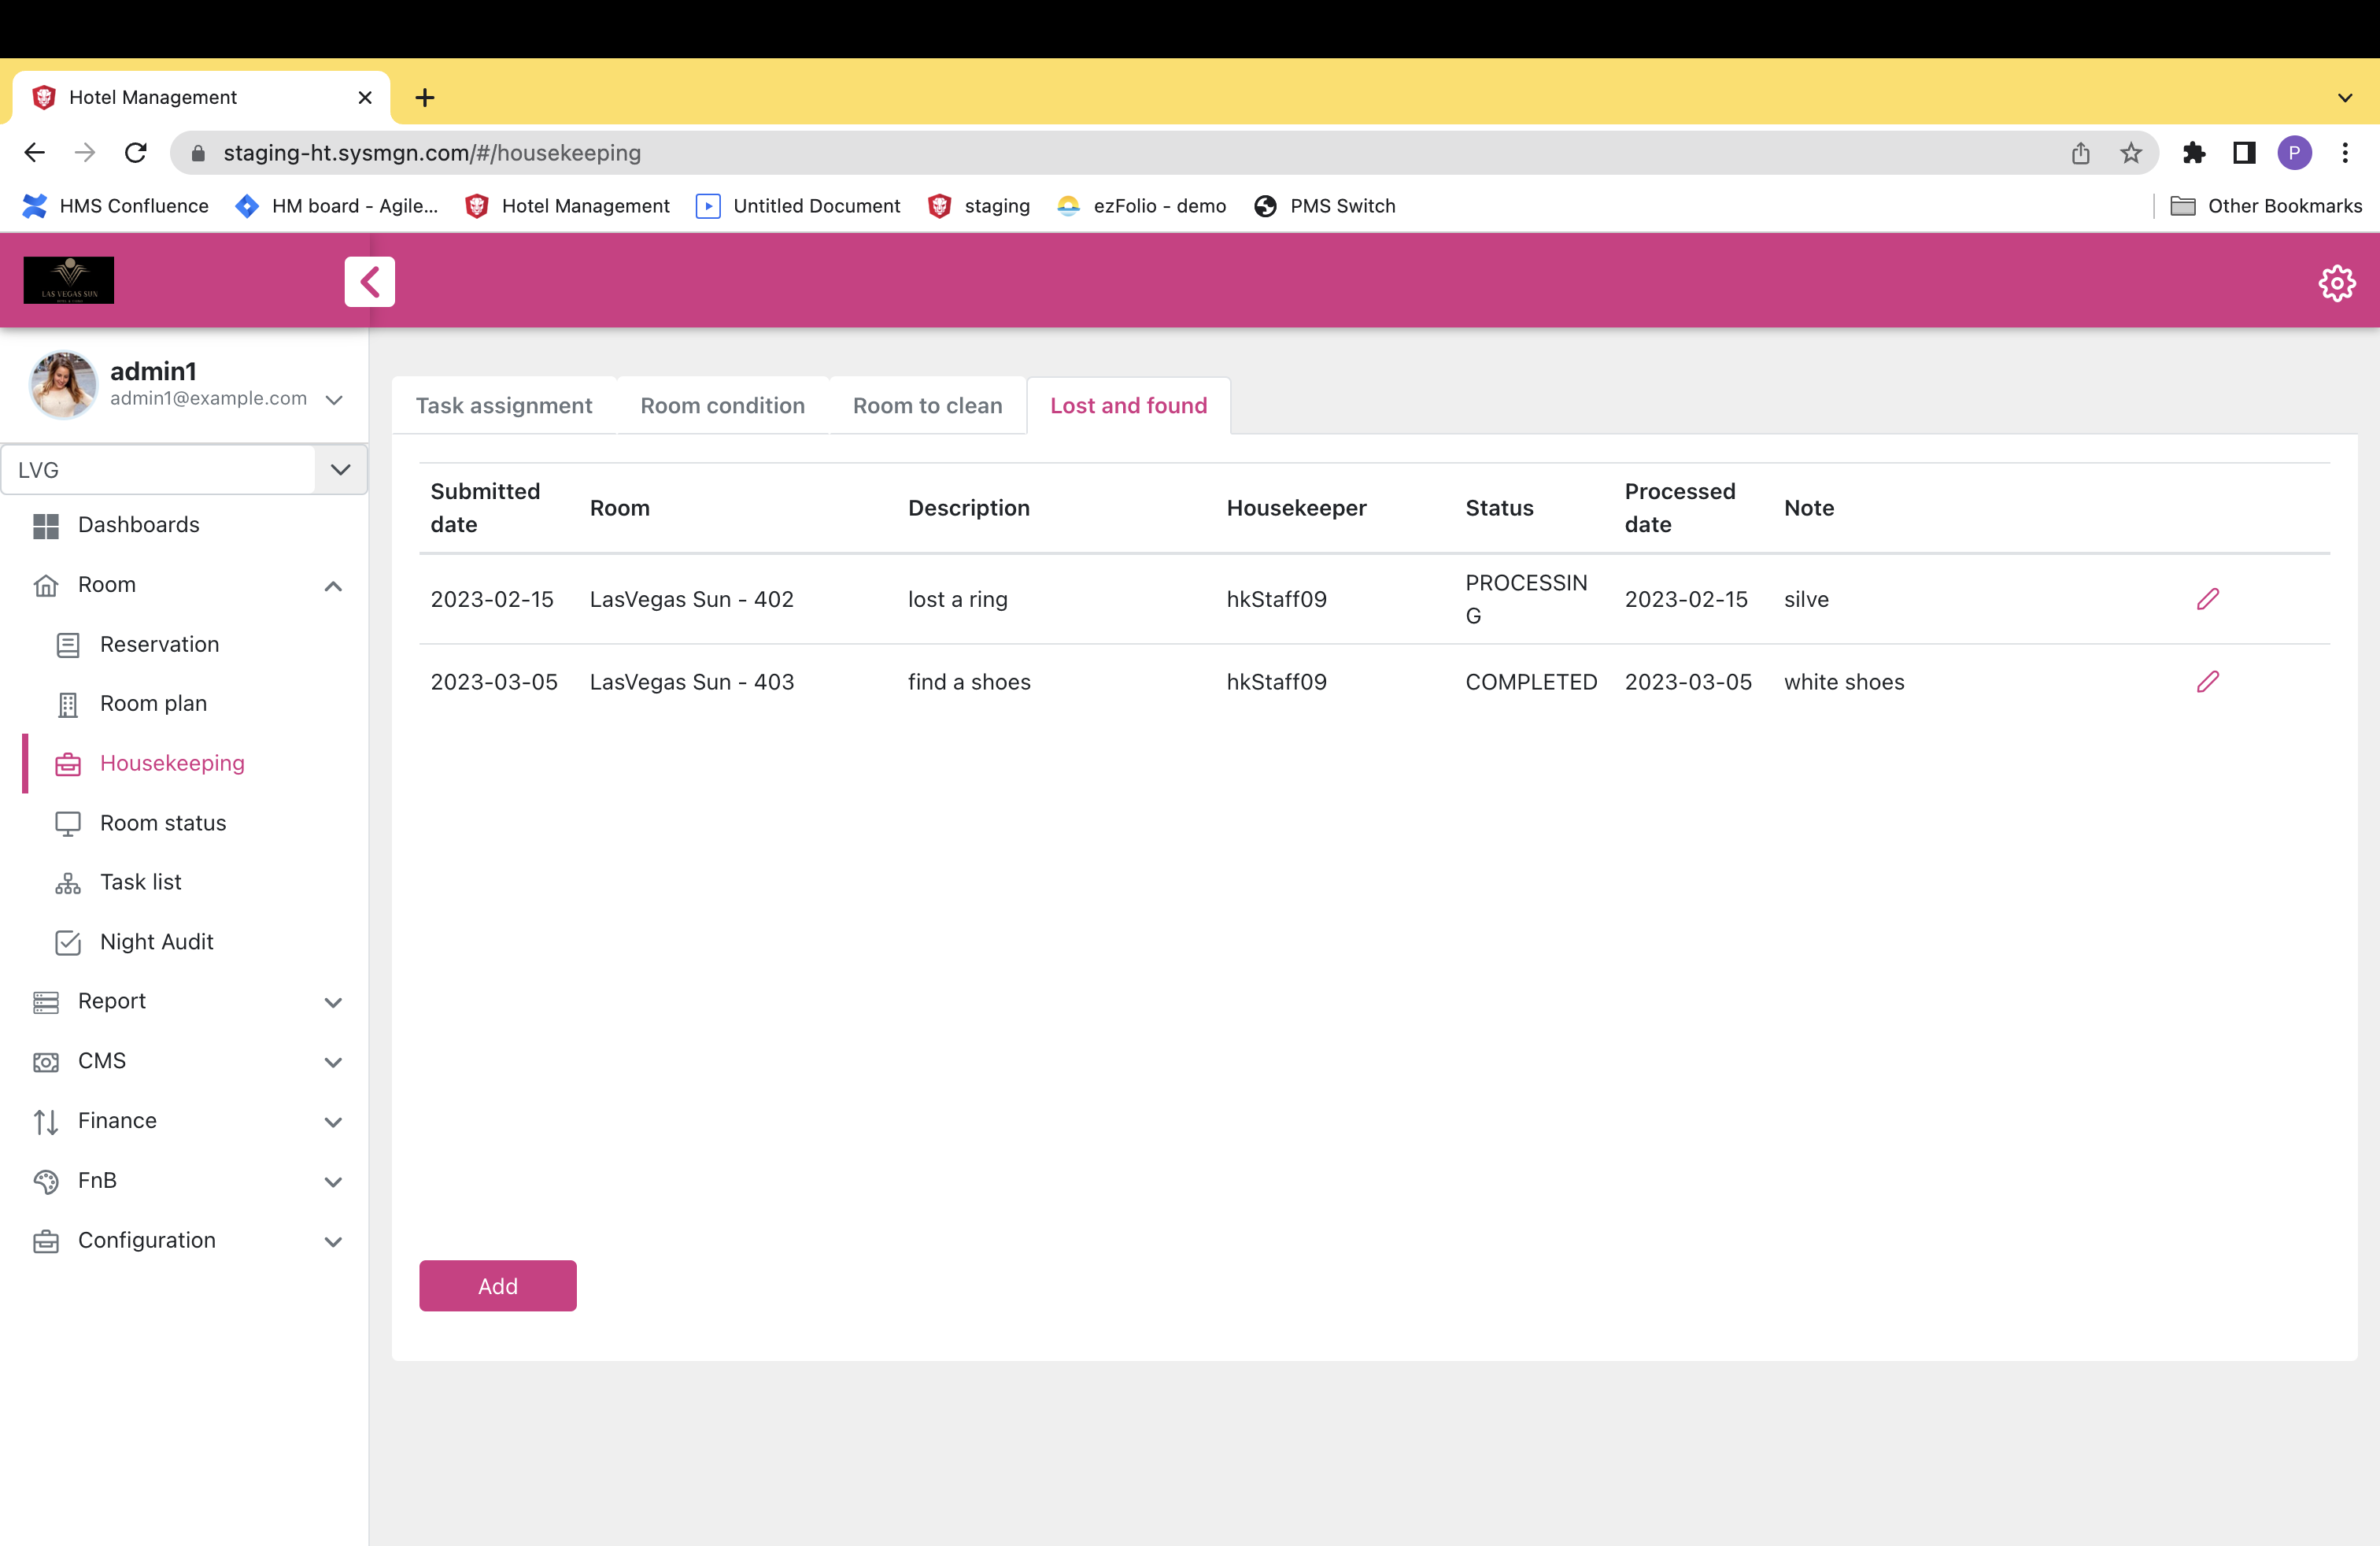 Hotel Management
staging-ht.sysmgn.com/#/housekeeping
P
HMS Confluence
HM board - Agile...
Hotel Management
Untitled Document
staging
ezFolio - demo
PMS Switch
Other Bookmarks
LAS VEGAS SUN
admin1
admin1@example.com
LVG
Dashboards
Room
Reservation
Room plan
Housekeeping
Room status
Task list
Night Audit
Report
CMS
Finance
FnB
Configuration
Task assignment
Room condition
Room to clean
Lost and found
Submitted
date
Room
Description
Housekeeper
Status
Processed
date
Note
2023-02-15
LasVegas Sun - 402
lost a ring
hkStaff09
PROCESSIN
G
2023-02-15
silve
2023-03-05
LasVegas Sun - 403
find a shoes
hkStaff09
COMPLETED
2023-03-05
white shoes
Add